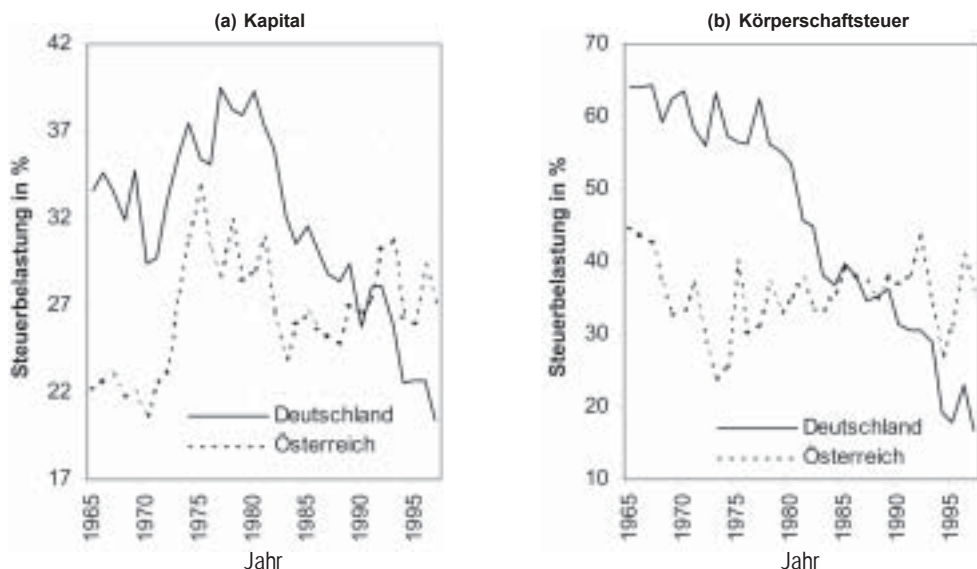 (a) Kapital
42
37
32
27
22
17
Steuerbelastung in %
Deutschland
Österreich
1965
1970
1975
1980
1985
1990
1995
Jahr
(b) Körperschaftsteuer
70
60
50
40
30
20
10
Steuerbelastung in %
Deutschland
Österreich
1965
1970
1975
1980
1985
1990
1995
Jahr